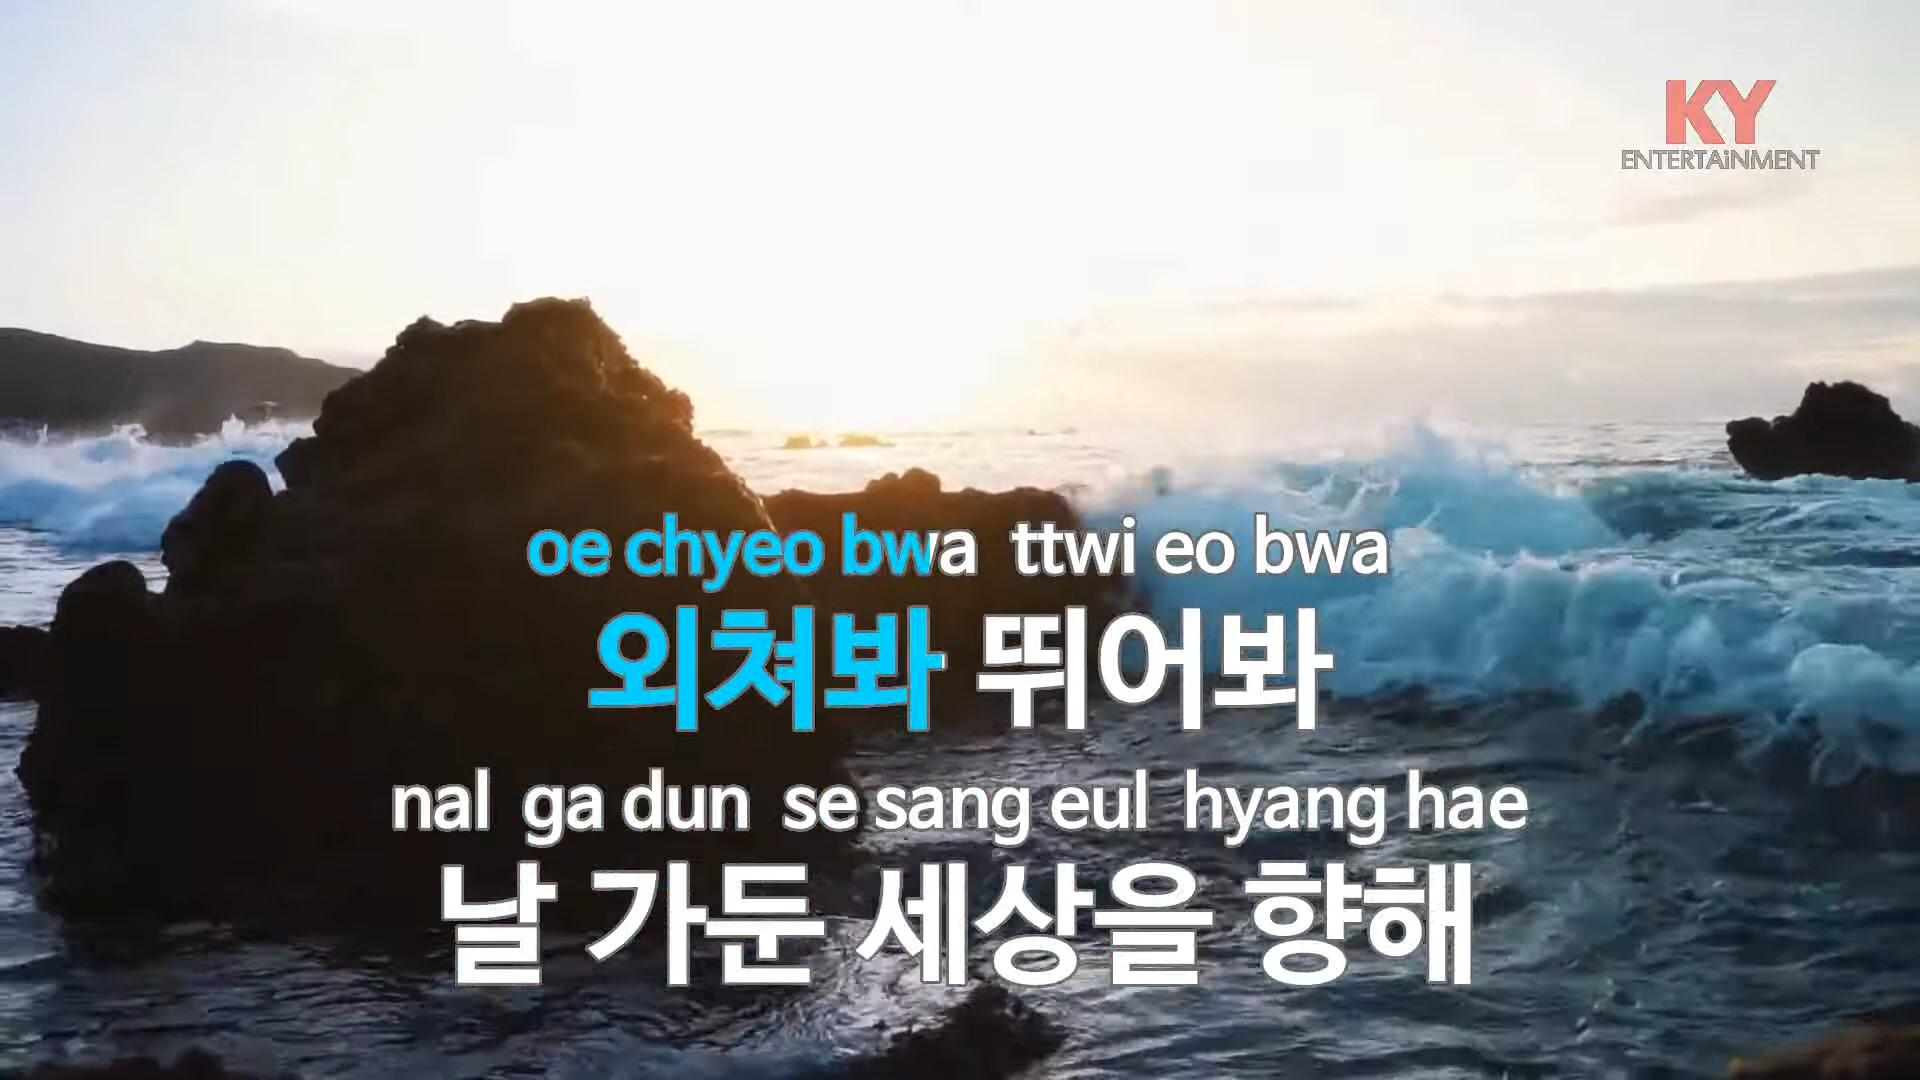 KY
ENTERTAiNMENT
oe chyeo bwa ttwi eo bwa
외쳐봐 뛰어봐
nal ga dun se sang eul hyang hae
날 가둔 세상을 향해